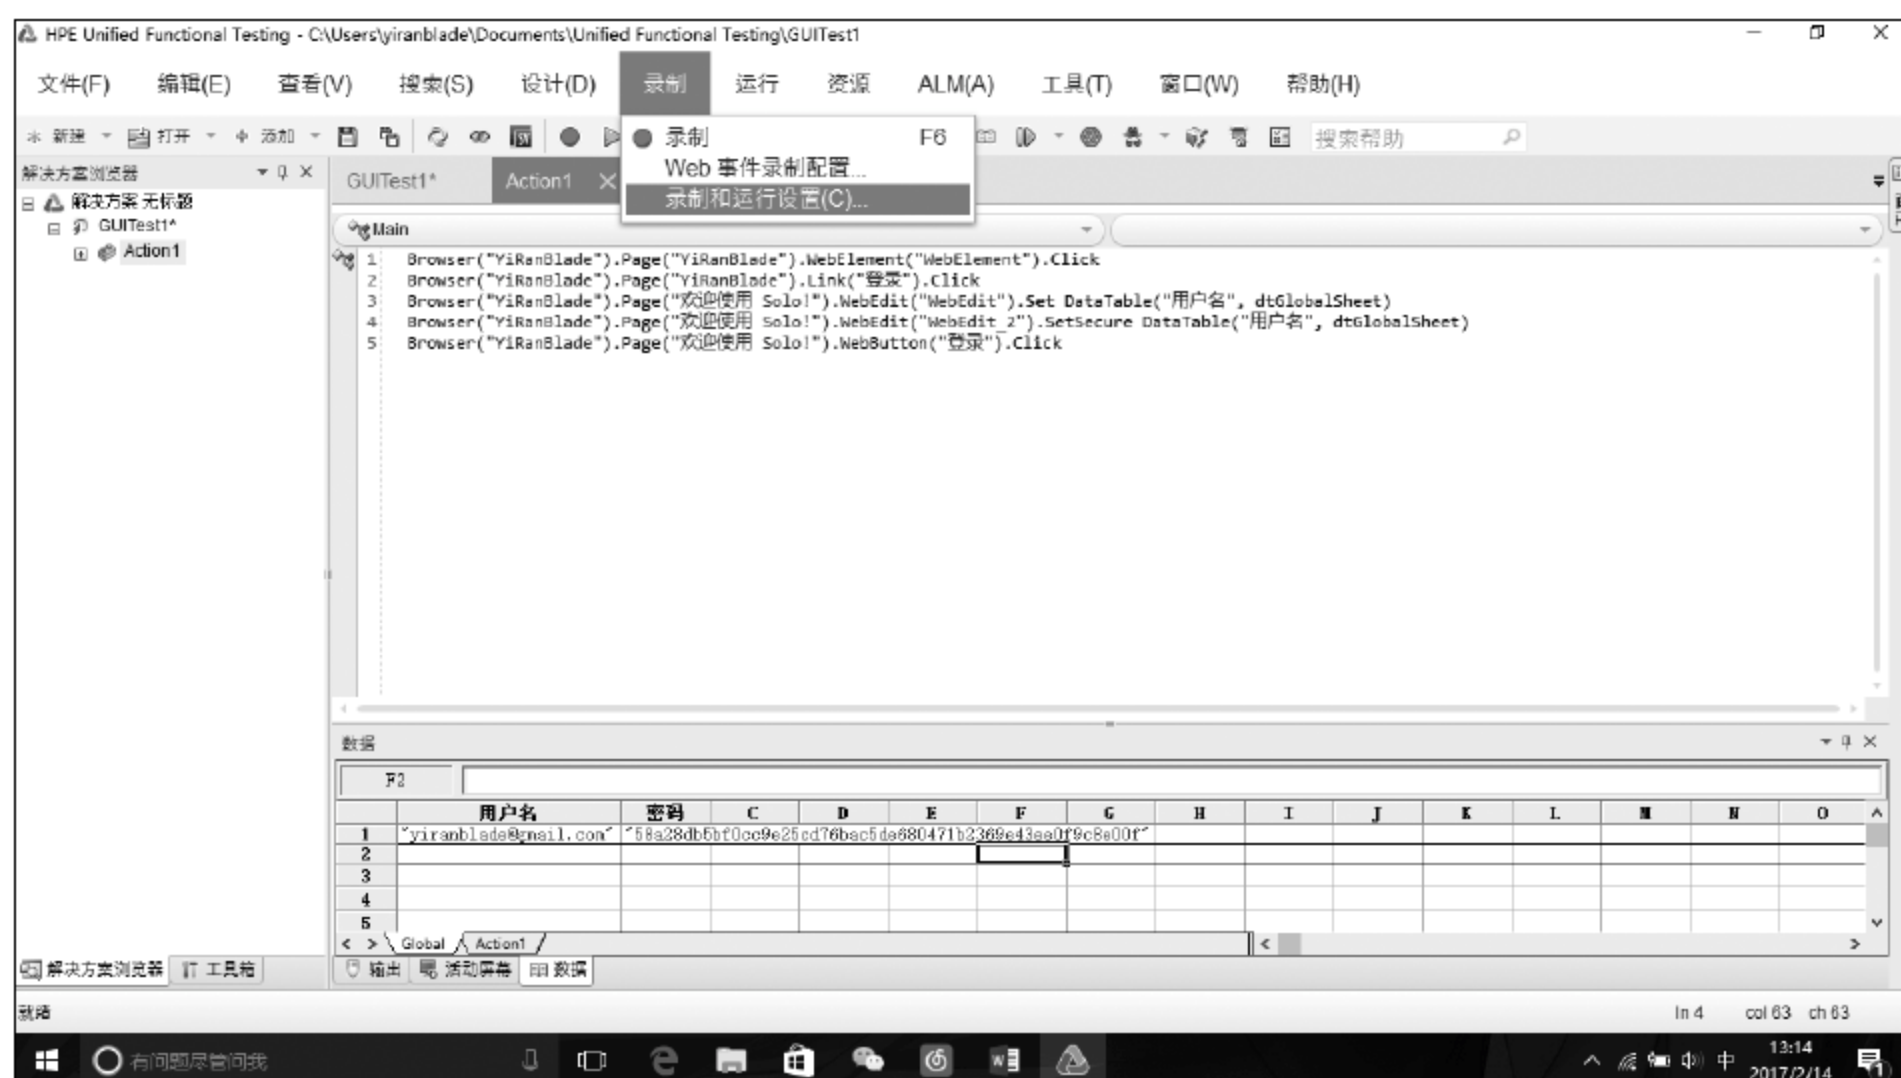 HPE Unified Functional Testing - C:\Users\yiranblade\Documents\Unified Functional Testing\GUITest1
文件(F) 编辑(E) 查看(V) 搜索(S) 设计(D) 录制 运行 资源 ALM(A) 工具(T) 窗口(W) 帮助(H)
新建 打开 添加 搜索帮助
录制 F6
Web 事件录制配置...
录制和运行设置(C)...
解决方案浏览器
解决方案 无标题
GUITest1*
Action1
GUITest1* Action1
Main
1 Browser("YiRanBlade").Page("YiRanBlade").WebElement("WebElement").Click
2 Browser("YiRanBlade").Page("YiRanBlade").Link("登录").Click
3 Browser("YiRanBlade").Page("欢迎使用 Solo!").WebEdit("WebEdit").Set DataTable("用户名", dtGlobalSheet)
4 Browser("YiRanBlade").Page("欢迎使用 Solo!").WebEdit("WebEdit_2").SetSecure DataTable("用户名", dtGlobalSheet)
5 Browser("YiRanBlade").Page("欢迎使用 Solo!").WebButton("登录").Click
数据
F2
用户名 密码 C D E F G H I J K L M N O
1 "yiranblade@gmail.com" "58a28db5bf0cc9e25cd76bac5de680471b2369e43ea0f9c8e00f"
2
3
4
5
Global Action1
解决方案浏览器 工具箱 输出 活动屏幕 数据
就绪 ln 4 col 63 ch 63
有问题尽管问我 中 13:14
2017/2/14